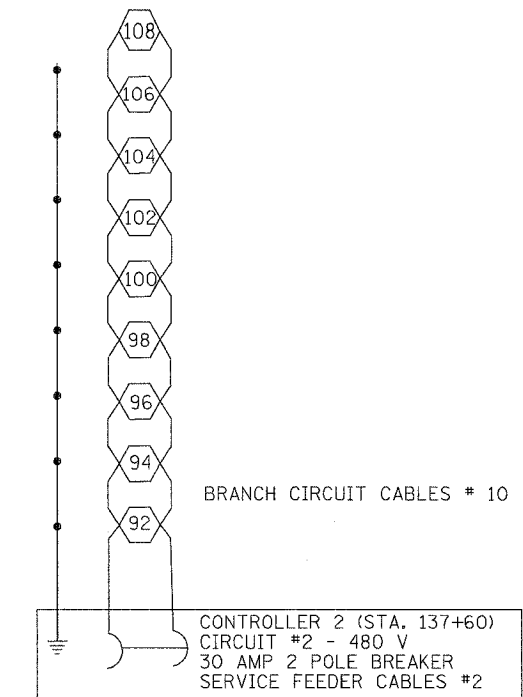 108
106
104
102
100
98
96
94
BRANCH CIRCUIT CABLES # 10
92
CONTROLLER 2 (STA. 137+60)
CIRCUIT #2 - 480 V
30 AMP 2 POLE BREAKER
SERVICE FEEDER CABLES #2